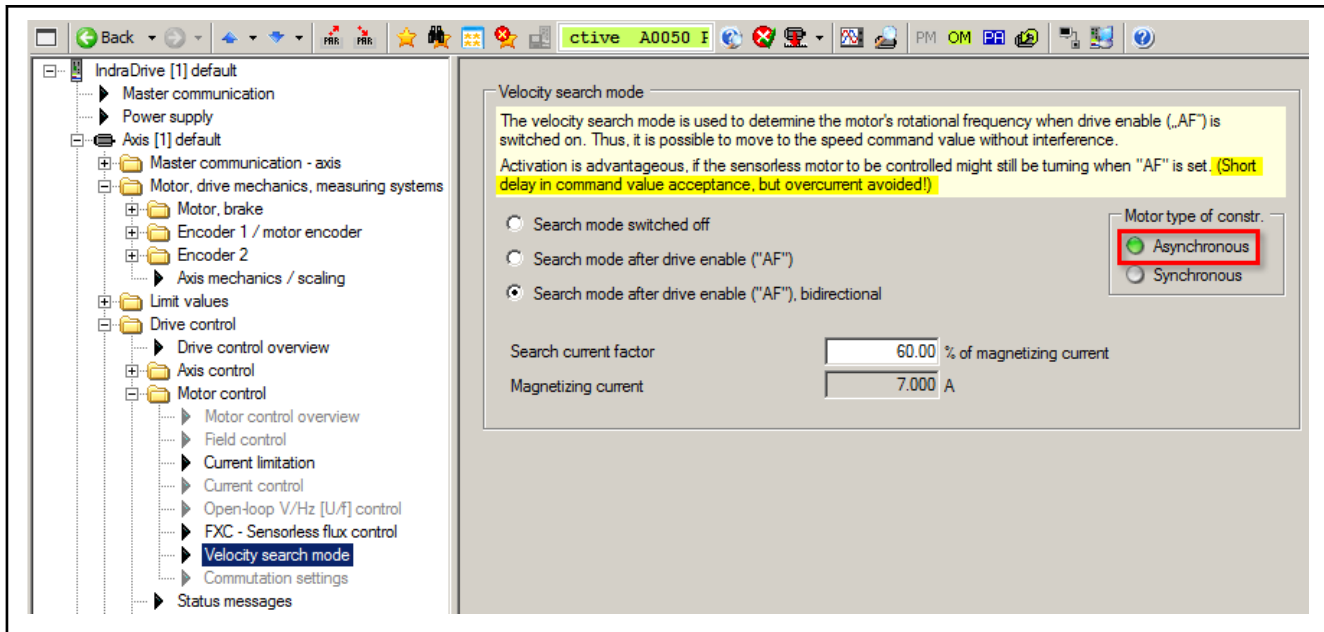 Back
PAR PAR
ctive A0050 F
PM OM PA
IndraDrive [1] default
Master communication
Power supply
Axis [1] default
Master communication - axis
Motor, drive mechanics, measuring systems
Motor, brake
Encoder 1 / motor encoder
Encoder 2
Axis mechanics / scaling
Limit values
Drive control
Drive control overview
Axis control
Motor control
Motor control overview
Field control
Current limitation
Current control
Open-loop V/Hz [U/f] control
FXC - Sensorless flux control
Velocity search mode
Commutation settings
Status messages
Velocity search mode
The velocity search mode is used to determine the motor's rotational frequency when drive enable („AF") is
switched on. Thus, it is possible to move to the speed command value without interference.
Activation is advantageous, if the sensorless motor to be controlled might still be turning when "AF" is set. (Short
delay in command value acceptance, but overcurrent avoided!)
Search mode switched off
Search mode after drive enable ("AF")
Search mode after drive enable ("AF"), bidirectional
Motor type of constr.
Asynchronous
Synchronous
Search current factor 60.00 % of magnetizing current
Magnetizing current 7.000 A